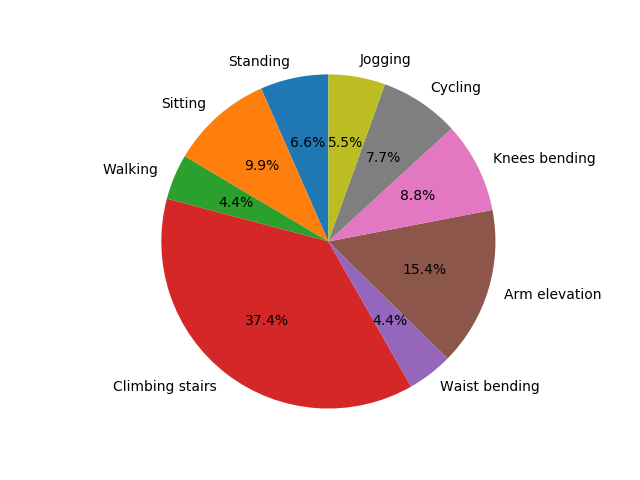 Jogging
Standing
Cycling
Sitting
6.6%
5.5%
7.7%
Knees bending
9.9%
Walking
8.8%
4.4%
15.4%
Arm elevation
37.4%
4.4%
Climbing stairs
Waist bending